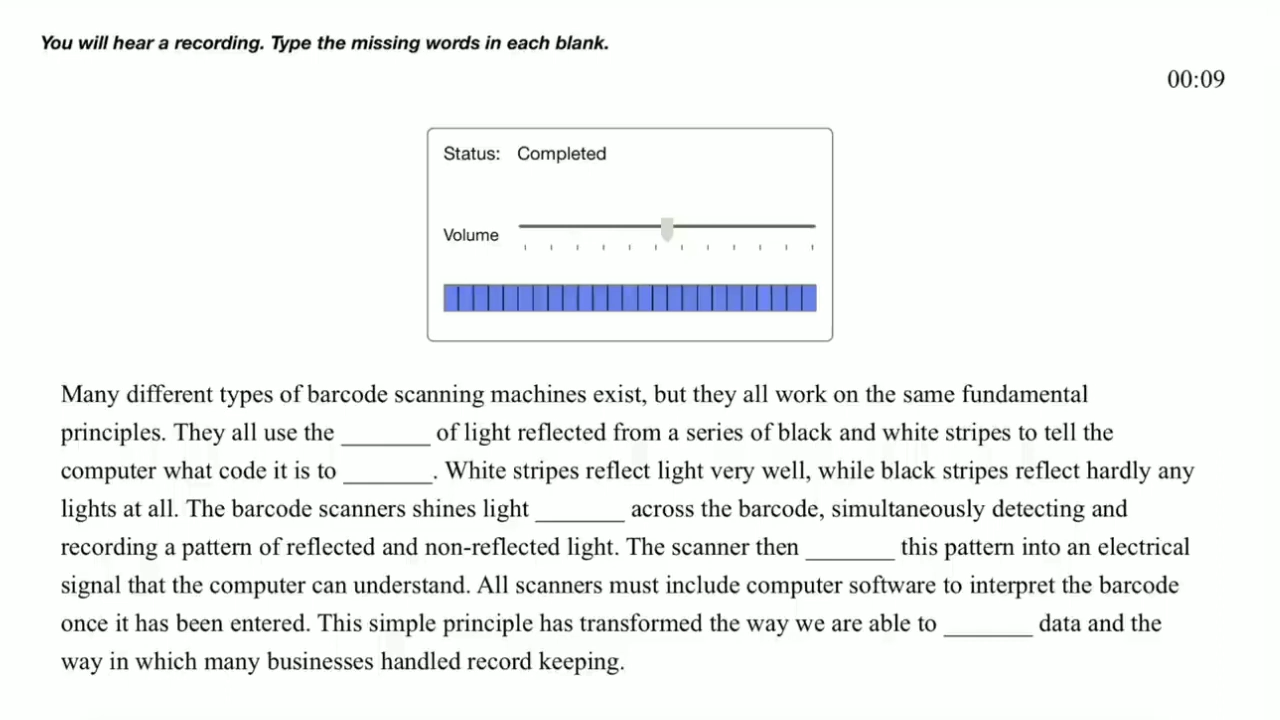 You will hear a recording. Type the missing words in each blank.
00:09
Status: Completed
Volume
Many different types of barcode scanning machines exist, but they all work on the same fundamental
principles. They all use the _______ of light reflected from a series of black and white stripes to tell the
computer what code it is to _______. White stripes reflect light very well, while black stripes reflect hardly any
lights at all. The barcode scanners shines light _______ across the barcode, simultaneously detecting and
recording a pattern of reflected and non-reflected light. The scanner then _______ this pattern into an electrical
signal that the computer can understand. All scanners must include computer software to interpret the barcode
once it has been entered. This simple principle has transformed the way we are able to _______ data and the
way in which many businesses handled record keeping.